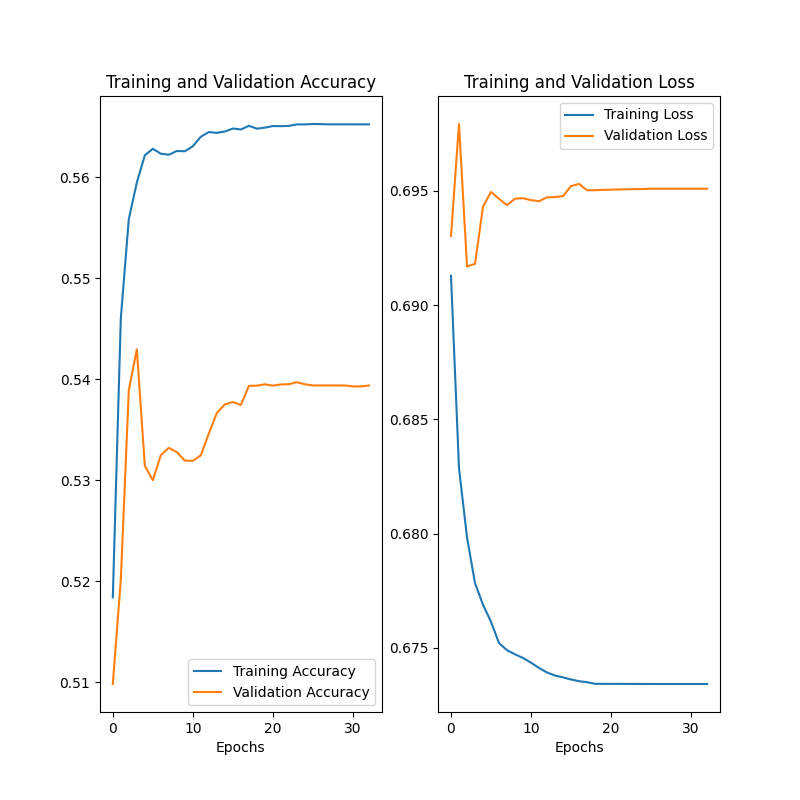 Training and Validation Accuracy
0.56
0.55
0.54
0.53
0.52
0.51
Training Accuracy
Validation Accuracy
0 10 20 30
Epochs
Training and Validation Loss
Training Loss
Validation Loss
0.695
0.690
0.685
0.680
0.675
0 10 20 30
Epochs